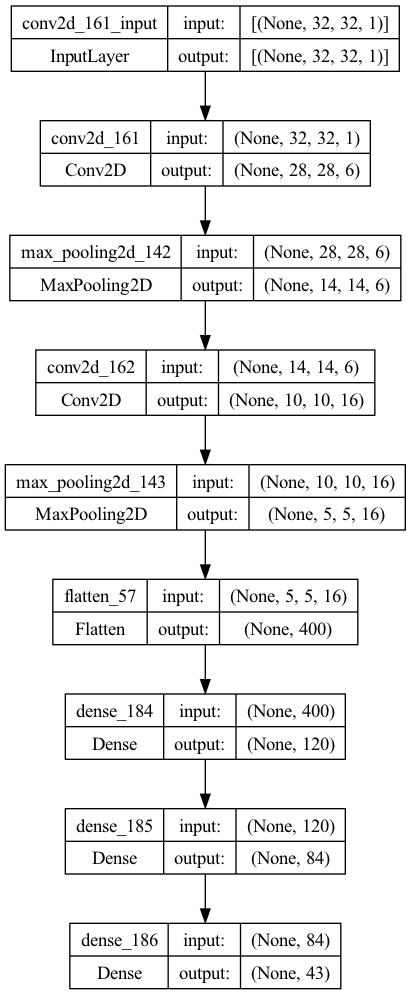 conv2d_161_input input: [(None, 32, 32, 1)]
InputLayer output: [(None, 32, 32, 1)]
conv2d_161 input: (None, 32, 32, 1)
Conv2D output: (None, 28, 28, 6)
max_pooling2d_142 input: (None, 28, 28, 6)
MaxPooling2D output: (None, 14, 14, 6)
conv2d_162 input: (None, 14, 14, 6)
Conv2D output: (None, 10, 10, 16)
max_pooling2d_143 input: (None, 10, 10, 16)
MaxPooling2D output: (None, 5, 5, 16)
flatten_57 input: (None, 5, 5, 16)
Flatten output: (None, 400)
dense_184 input: (None, 400)
Dense output: (None, 120)
dense_185 input: (None, 120)
Dense output: (None, 84)
dense_186 input: (None, 84)
Dense output: (None, 43)